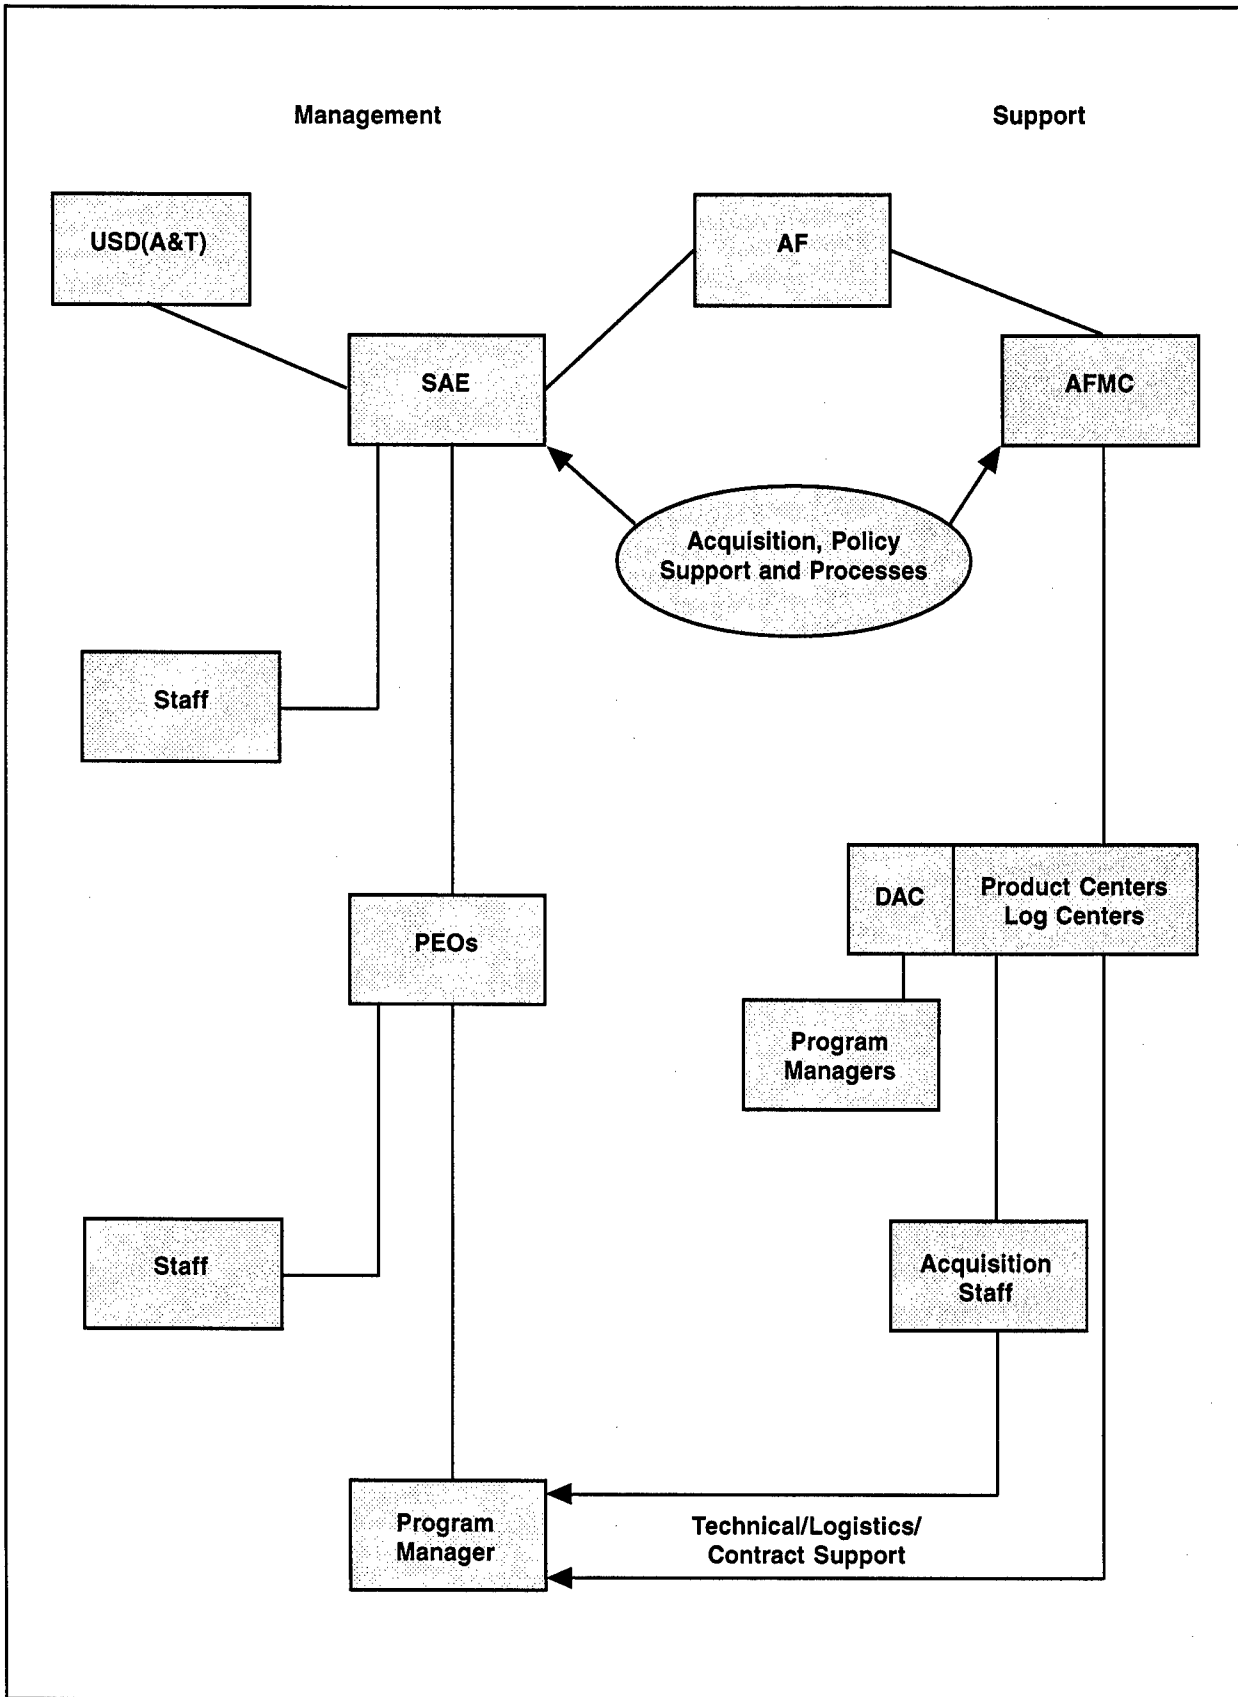 Management
Support
USD(A&T)
AF
SAE
AFMC
Acquisition, Policy
Support and Processes
Staff
DAC
Product Centers
Log Centers
PEOs
Program
Managers
Staff
Acquisition
Staff
Program
Manager
Technical/Logistics/
Contract Support